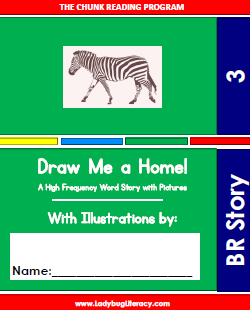 THE CHUNK READING PROGRAM
3
Draw Me a Home!
A High Frequency Word Story with Pictures
With Illustrations by:
Name:____________________
BR Story
www.LadybugLiteracy.com